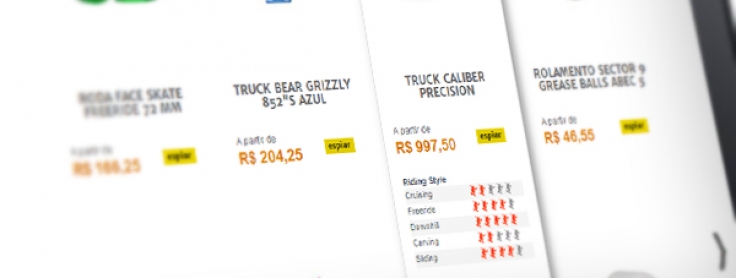 RODA FACE SKATE
FREERIDE 72 MM
A partir de
R$ 166,25
espiar
TRUCK BEAR GRIZZLY
852"S AZUL
A partir de
R$ 204,25
espiar
TRUCK CALIBER
PRECISION
A partir de
R$ 997,50
espiar
Riding Style
Cruising
Freeride
Downhill
Carving
Sliding
ROLAMENTO SECTOR 9
GREASE BALLS ABEC 5
A partir de
R$ 46,55
espiar